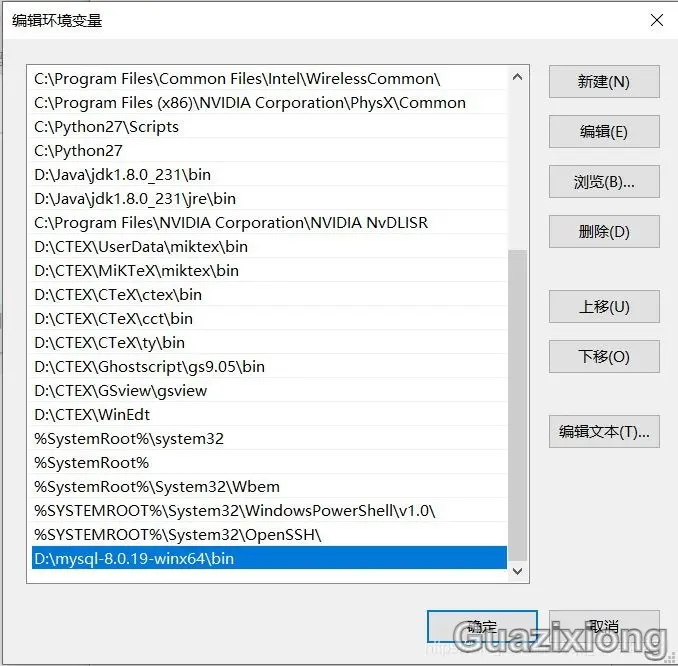 编辑环境变量
C:\Program Files\Common Files\Intel\WirelessCommon\
C:\Program Files (x86)\NVIDIA Corporation\PhysX\Common
C:\Python27\Scripts
C:\Python27
D:\Java\jdk1.8.0_231\bin
D:\Java\jdk1.8.0_231\jre\bin
C:\Program Files\NVIDIA Corporation\NVIDIA NvDLISR
D:\CTEX\UserData\miktex\bin
D:\CTEX\MiKTeX\miktex\bin
D:\CTEX\CTeX\ctex\bin
D:\CTEX\CTeX\cct\bin
D:\CTEX\CTeX\ty\bin
D:\CTEX\Ghostscript\gs9.05\bin
D:\CTEX\GSview\gsview
D:\CTEX\WinEdt
%SystemRoot%\system32
%SystemRoot%
%SystemRoot%\System32\Wbem
%SYSTEMROOT%\System32\WindowsPowerShell\v1.0\
%SYSTEMROOT%\System32\OpenSSH\
D:\mysql-8.0.19-winx64\bin
新建(N)
编辑(E)
浏览(B)...
删除(D)
上移(U)
下移(O)
编辑文本(T)...
确定
取消
Guazixiong